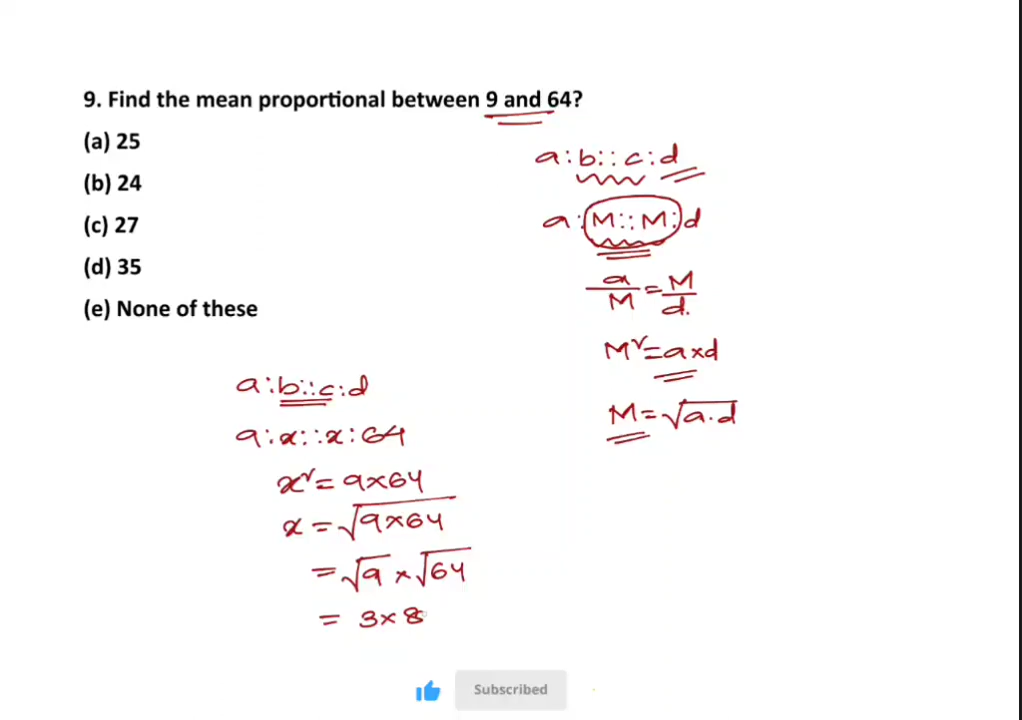 9. Find the mean proportional between 9 and 64?
(a) 25
(b) 24
(c) 27
(d) 35
(e) None of these
a:b::c:d
a:M::M:d
a/M = M/d.
M² = a×d
M = √a.d
a:b::c:d
9:x::x:64
x² = 9×64
x = √9×64
= √9 × √64
= 3×8
Subscribed